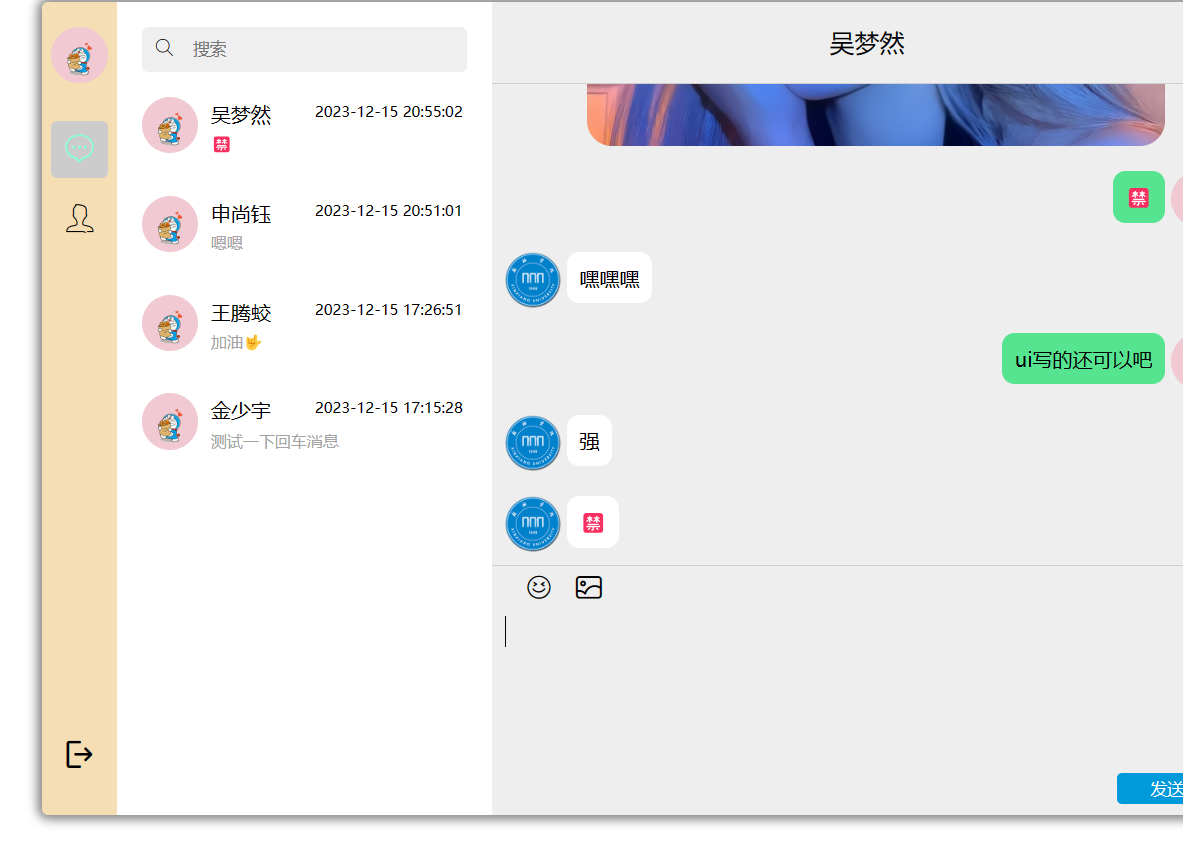 搜索
吴梦然 2023-12-15 20:55:02
🈲
申尚钰 2023-12-15 20:51:01
嗯嗯
王腾蛟 2023-12-15 17:26:51
加油🤟
金少宇 2023-12-15 17:15:28
测试一下回车消息
吴梦然
🈲
嘿嘿嘿
ui写的还可以吧
强
🈲
发送